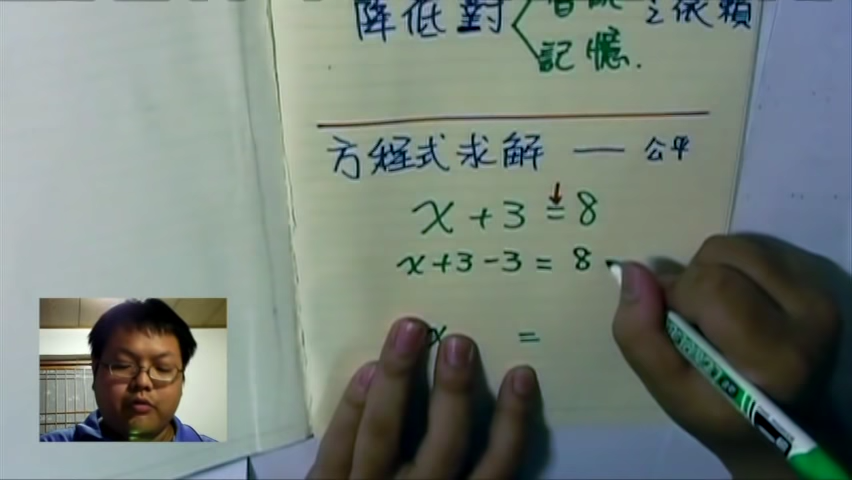 降低對 之依賴
記憶.
方程式求解 — 公平
x + 3 = 8
x + 3 - 3 = 8 -
x =